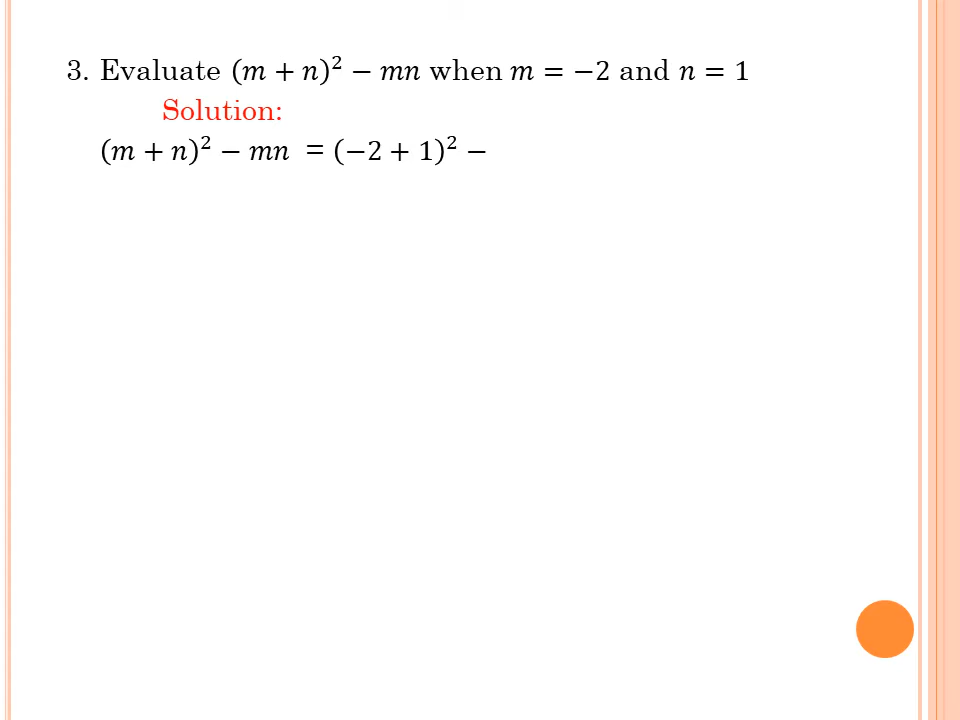 3. Evaluate (m + n)² − mn when m = −2 and n = 1
Solution:
(m + n)² − mn = (−2 + 1)² −